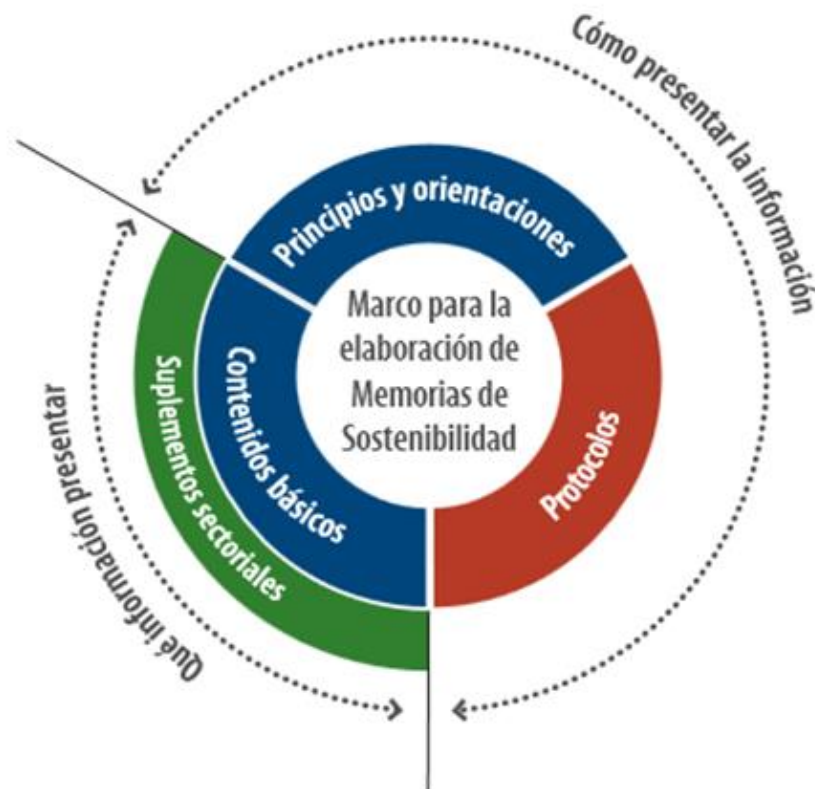 Cómo presentar la información
Principios y orientaciones
Marco para la
elaboración de
Memorias de
Sostenibilidad
Contenidos básicos
Suplementos sectoriales
Protocolos
Qué información presentar